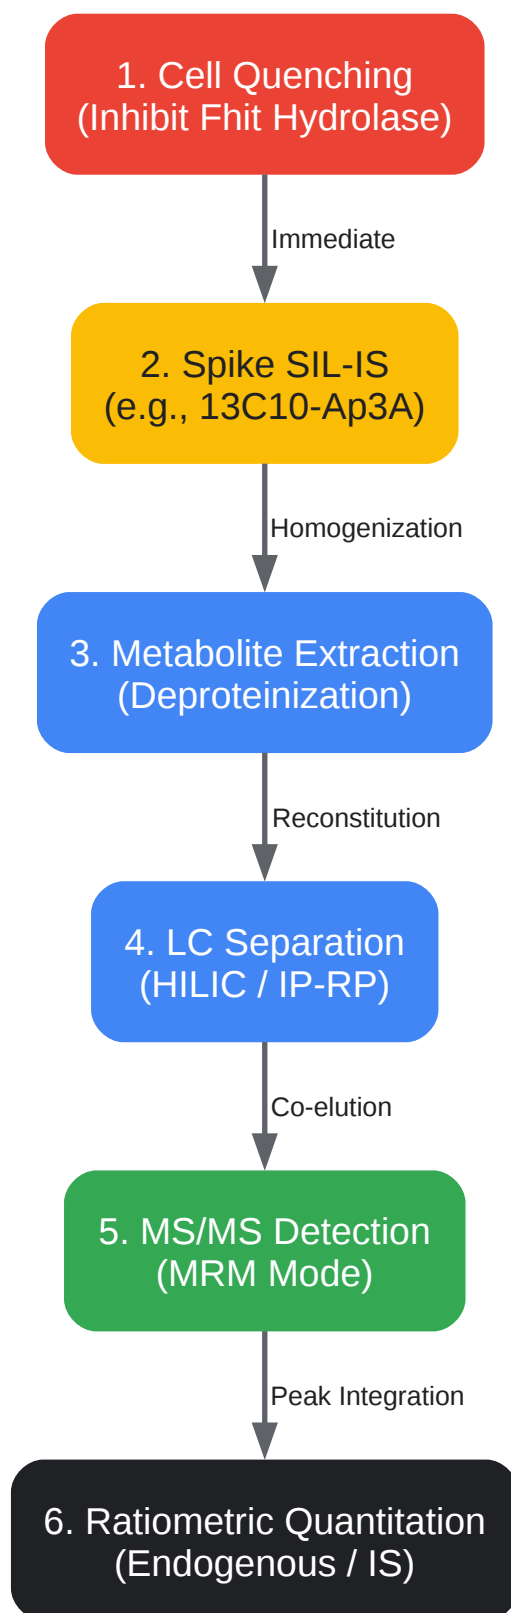 1. Cell Quenching
(Inhibit Fhit Hydrolase)
Immediate
2. Spike SIL-IS
(e.g., 13C10-Ap3A)
Homogenization
3. Metabolite Extraction
(Deproteinization)
Reconstitution
4. LC Separation
(HILIC / IP-RP)
Co-elution
5. MS/MS Detection
(MRM Mode)
Peak Integration
6. Ratiometric Quantitation
(Endogenous / IS)